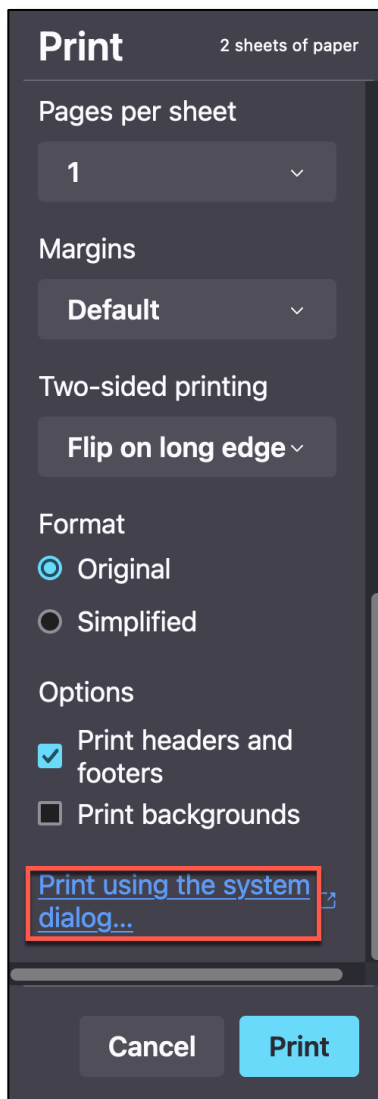 Print
2 sheets of paper
Pages per sheet
1
Margins
Default
Two-sided printing
Flip on long edge
Format
Original
Simplified
Options
Print headers and
footers
Print backgrounds
Print using the system
dialog...
Cancel
Print